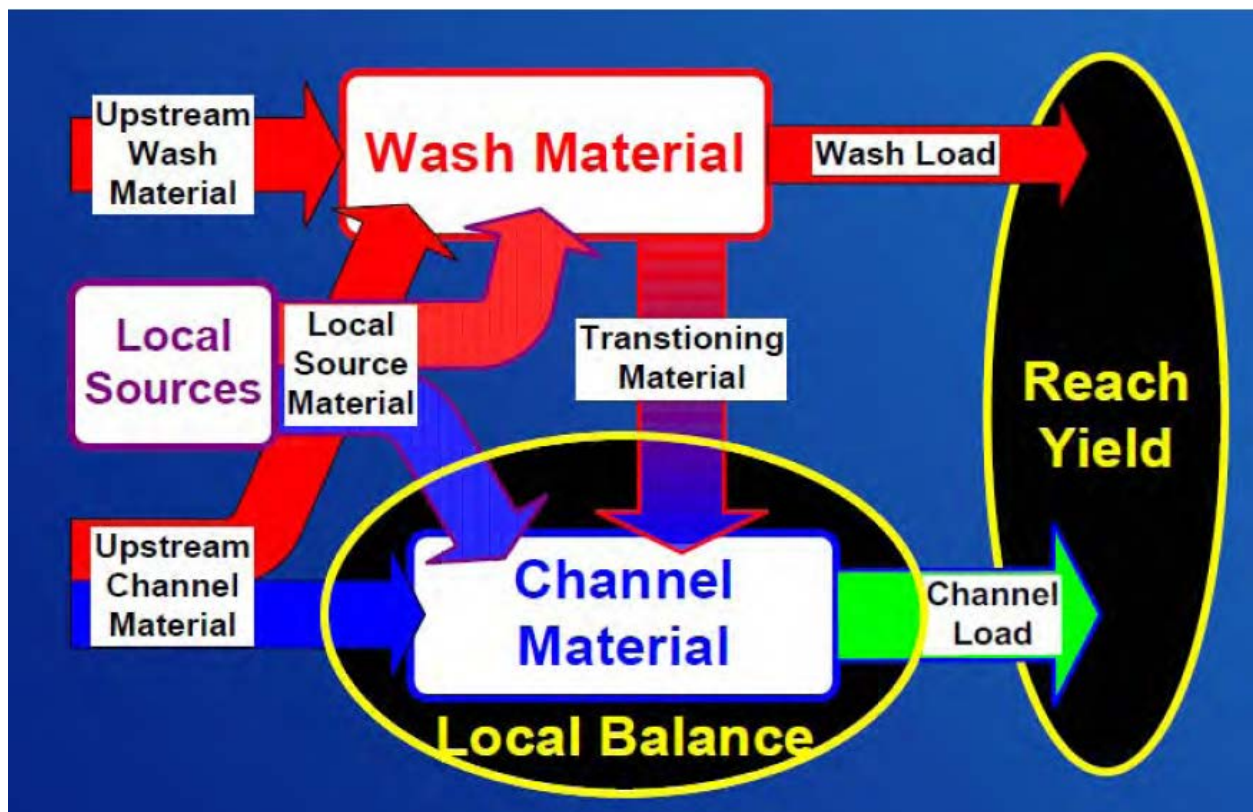 Upstream
Wash
Material
Wash Material
Wash Load
Local
Sources
Local
Source
Material
Transtioning
Material
Reach
Yield
Upstream
Channel
Material
Channel
Material
Channel
Load
Local Balance